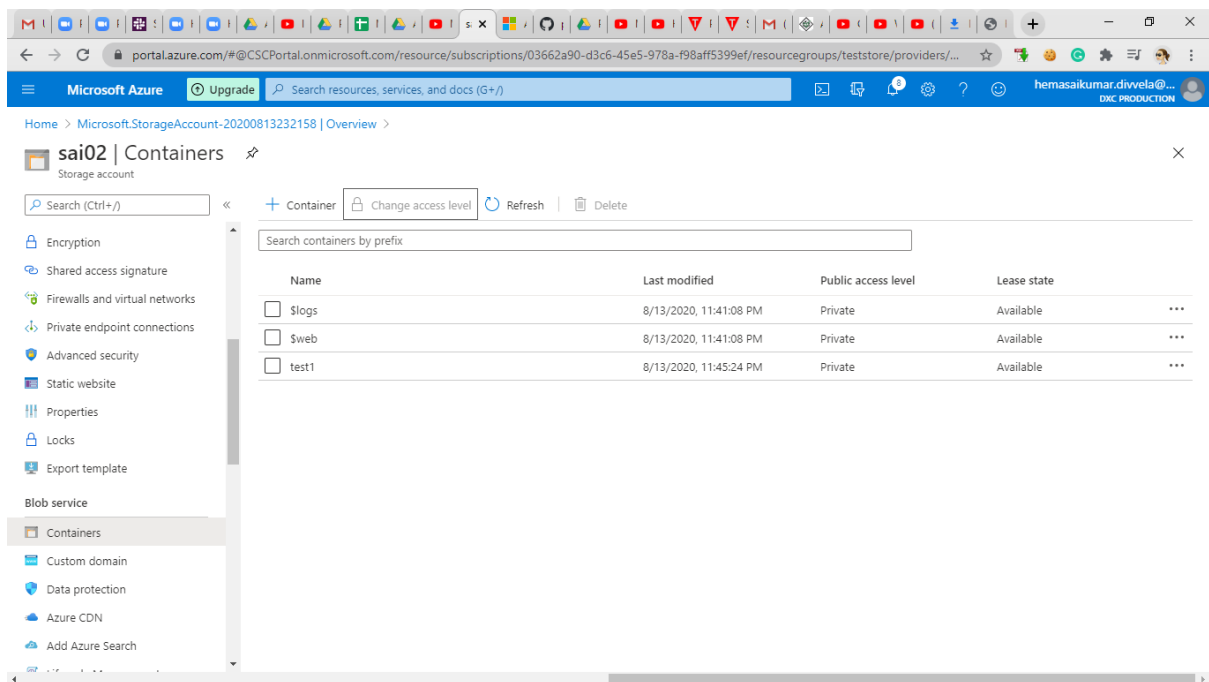 portal.azure.com/#@CSCPortal.onmicrosoft.com/resource/subscriptions/03662a90-d3c6-45e5-978a-f98aff5399ef/resourcegroups/teststore/providers/...
Microsoft Azure
Upgrade
Search resources, services, and docs (G+/)
8
hemasaikumar.divvela@...
DXC PRODUCTION
Home > Microsoft.StorageAccount-20200813232158 | Overview >
sai02 | Containers
Storage account
Search (Ctrl+/)
«
Encryption
Shared access signature
Firewalls and virtual networks
Private endpoint connections
Advanced security
Static website
Properties
Locks
Export template
Blob service
Containers
Custom domain
Data protection
Azure CDN
Add Azure Search
+ Container
Change access level
Refresh
Delete
Search containers by prefix
Name Last modified Public access level Lease state
$logs 8/13/2020, 11:41:08 PM Private Available ...
$web 8/13/2020, 11:41:08 PM Private Available ...
test1 8/13/2020, 11:45:24 PM Private Available ...